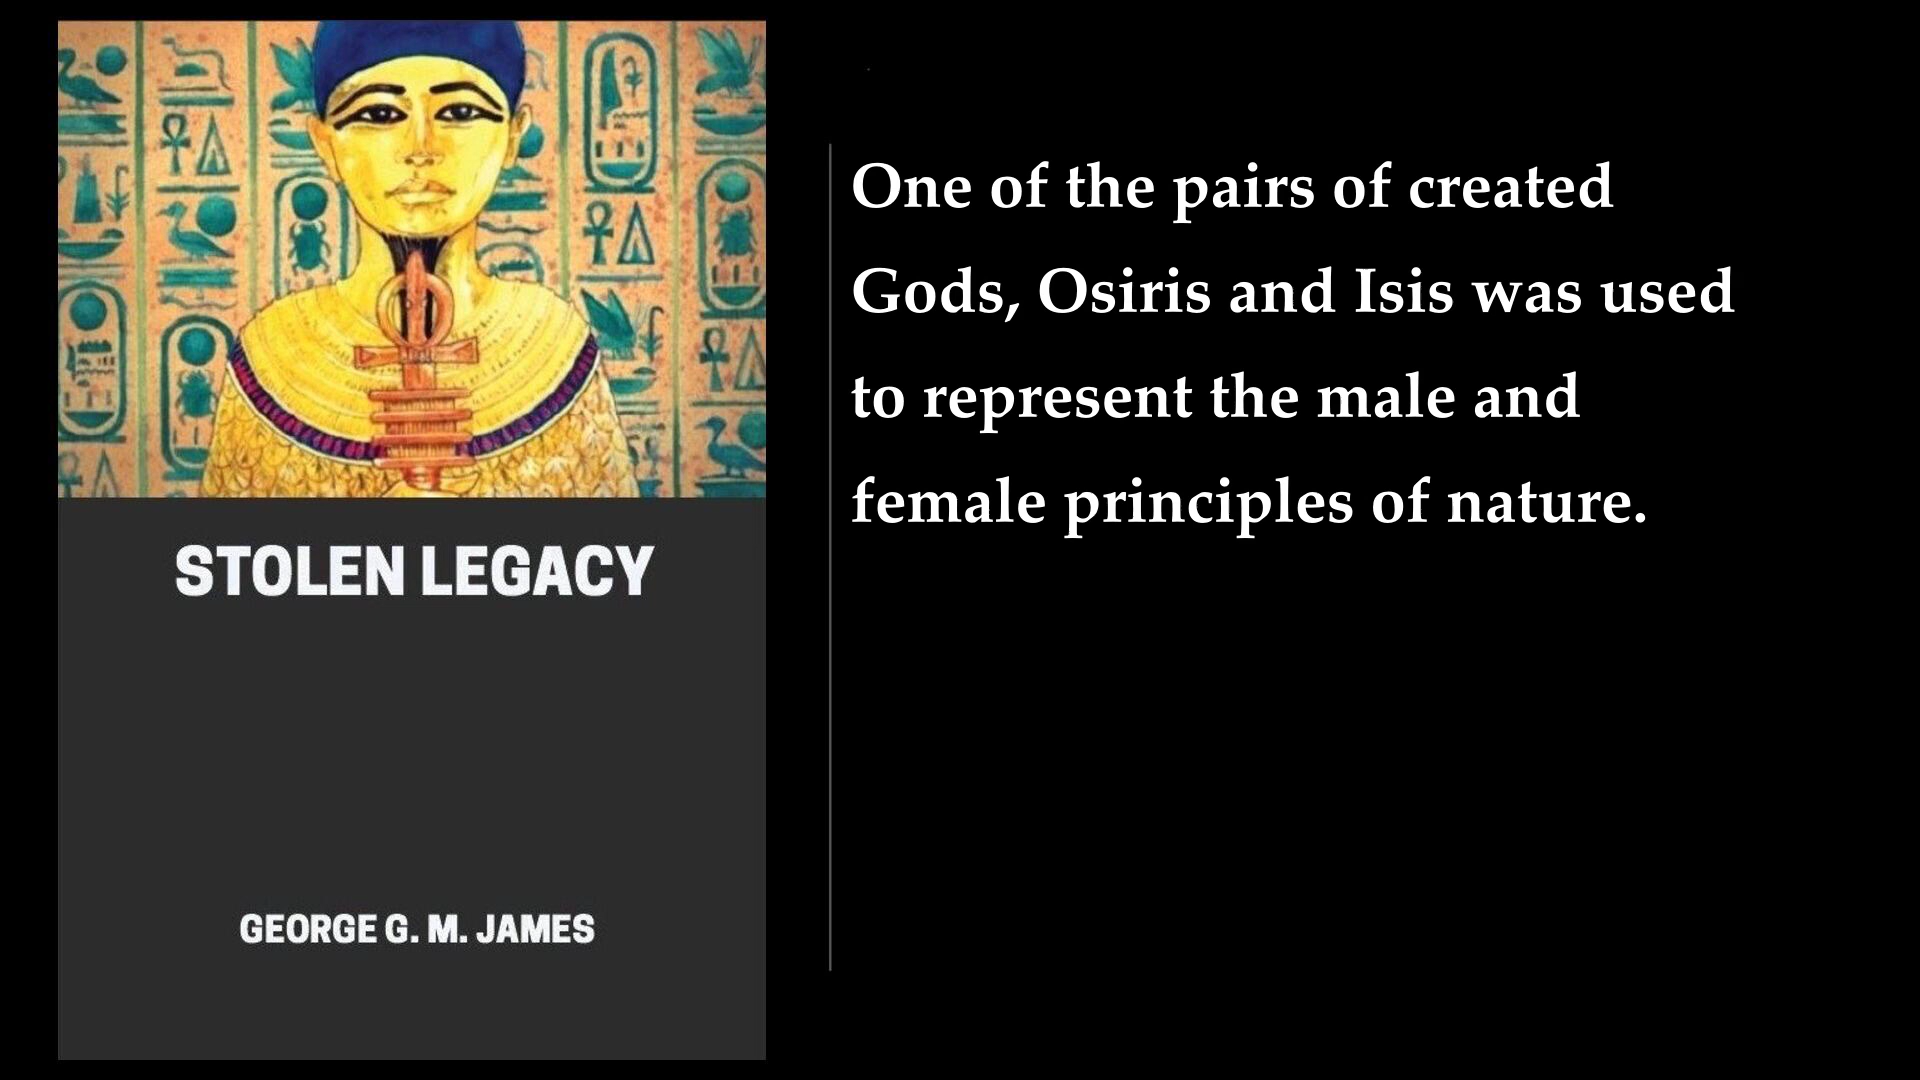 STOLEN LEGACY
GEORGE G. M. JAMES
One of the pairs of created
Gods, Osiris and Isis was used
to represent the male and
female principles of nature.